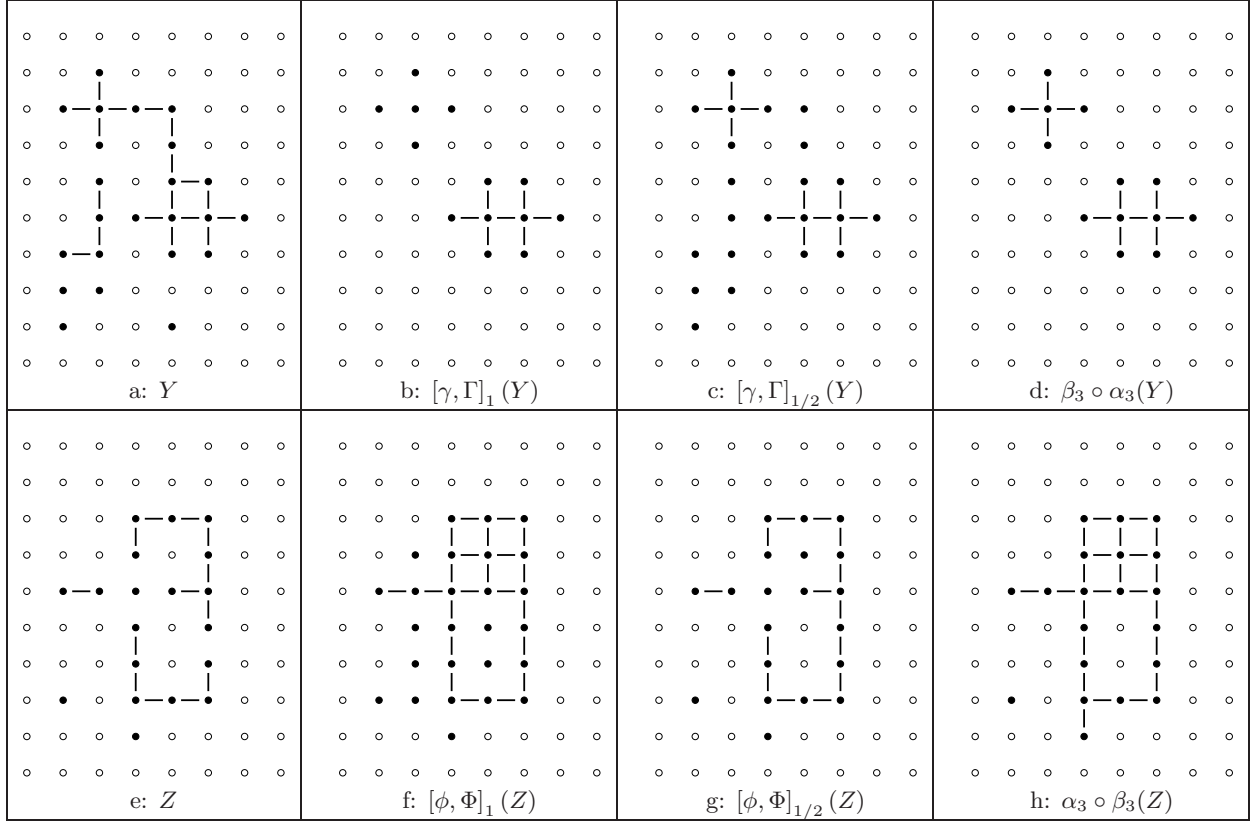 a: Y
b: [γ, Γ]₁ (Y)
c: [γ, Γ]₁/₂ (Y)
d: β₃ ∘ α₃(Y)
e: Z
f: [ϕ, Φ]₁ (Z)
g: [ϕ, Φ]₁/₂ (Z)
h: α₃ ∘ β₃(Z)